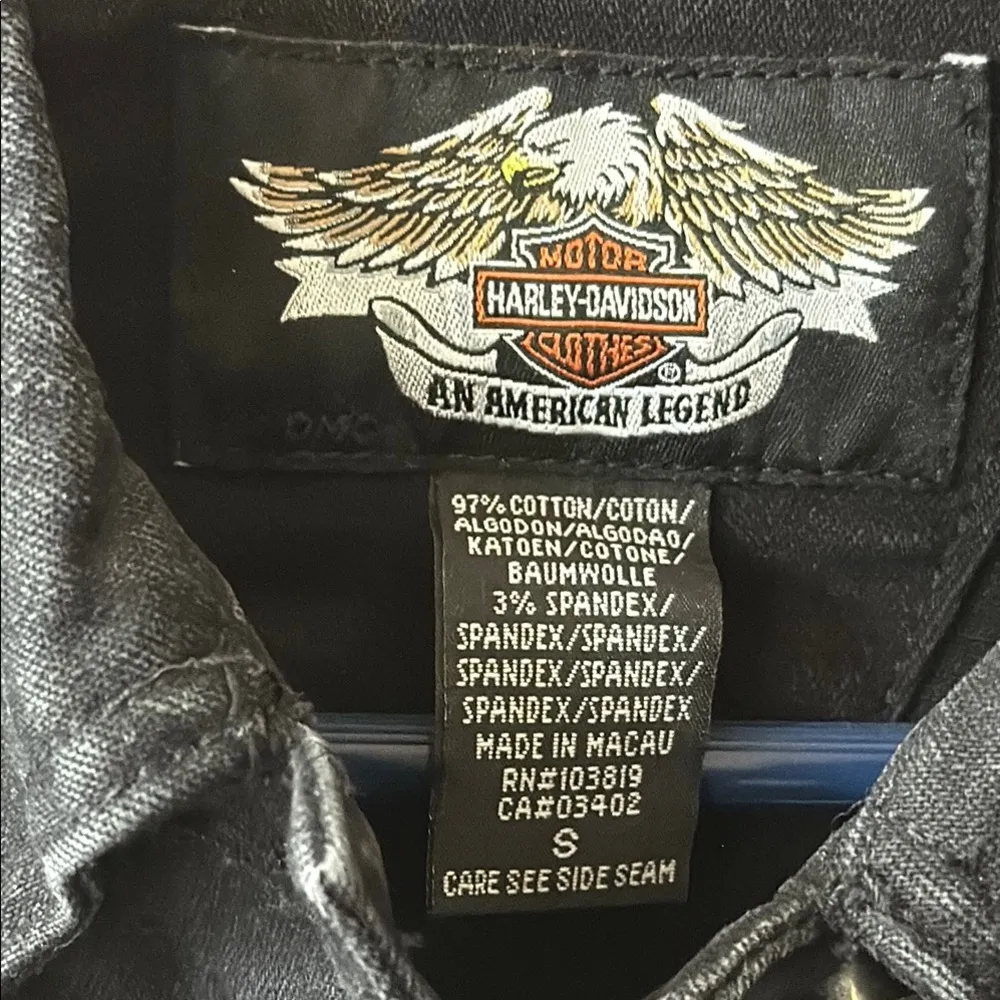 MOTOR
HARLEY-DAVIDSON
CLOTHES
®
AN AMERICAN LEGEND
97% COTTON/COTON/
ALGODON/ALGODAO/
KATOEN/COTONE/
BAUMWOLLE
3% SPANDEX/
SPANDEX/SPANDEX/
SPANDEX/SPANDEX/
SPANDEX/SPANDEX
MADE IN MACAU
RN#103819
CA#03402
S
CARE SEE SIDE SEAM